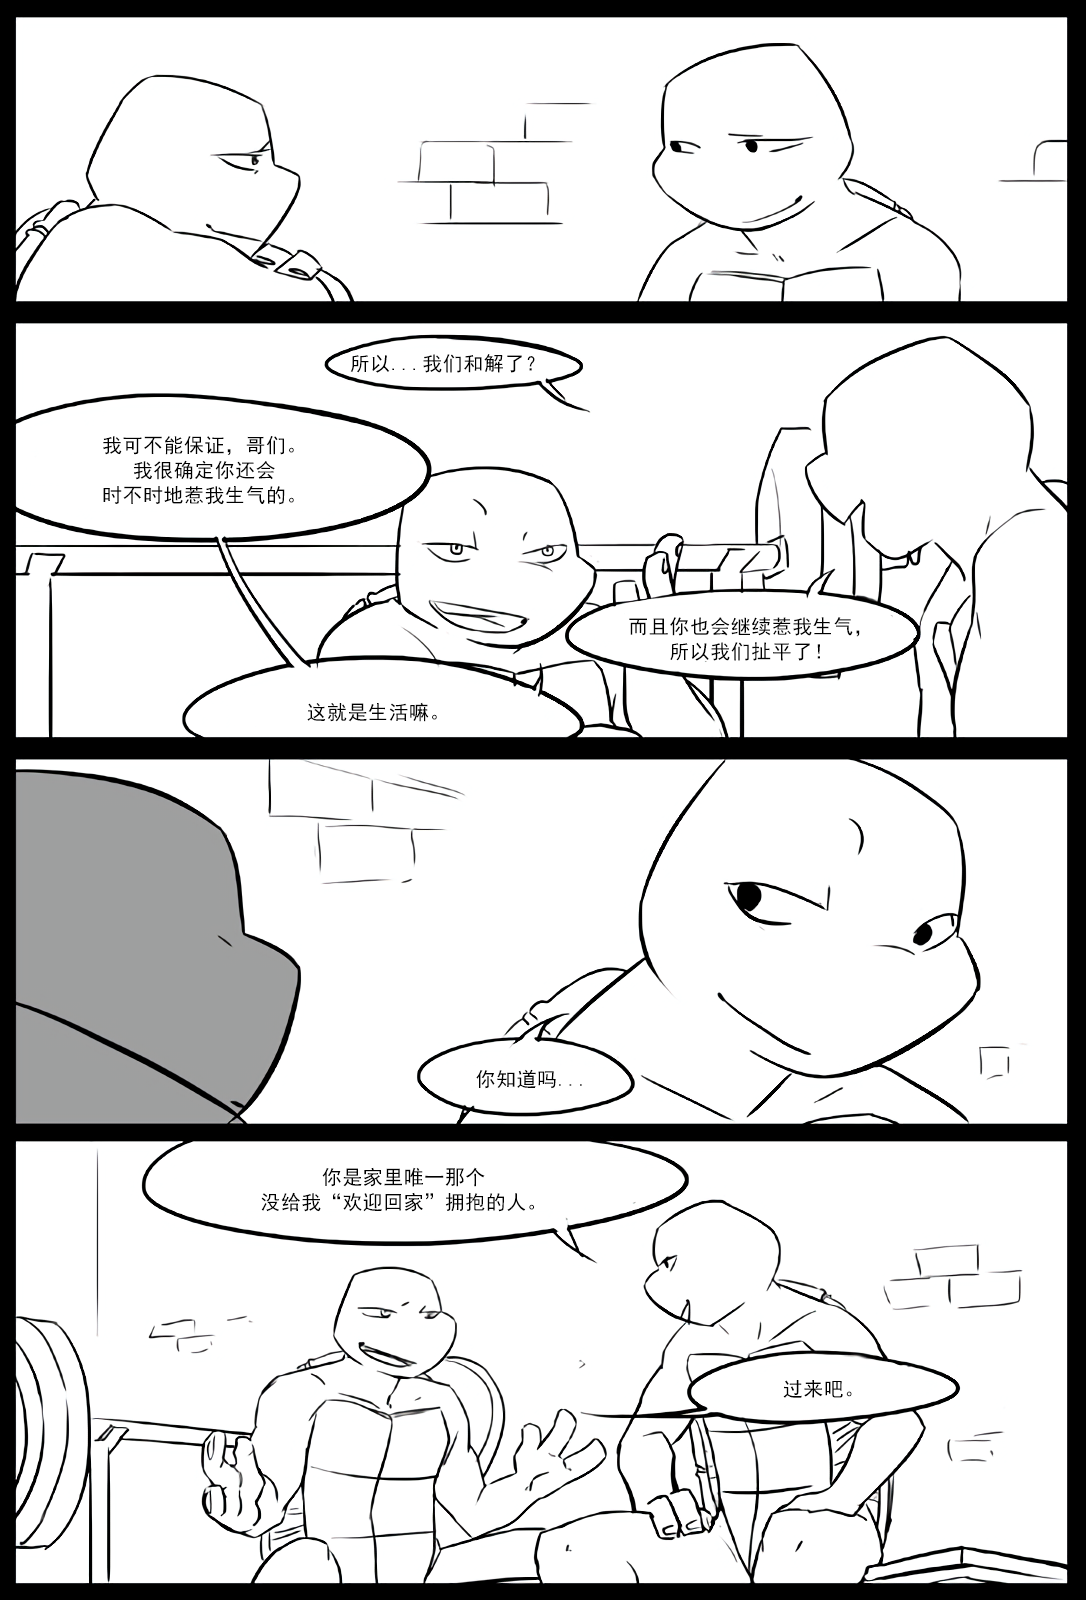 所以...我们和解了?
我可不能保证，哥们。
我很确定你还会
时不时地惹我生气的。
而且你也会继续惹我生气，
所以我们扯平了！
这就是生活嘛。
你知道吗...
你是家里唯一那个
没给我“欢迎回家”拥抱的人。
过来吧。